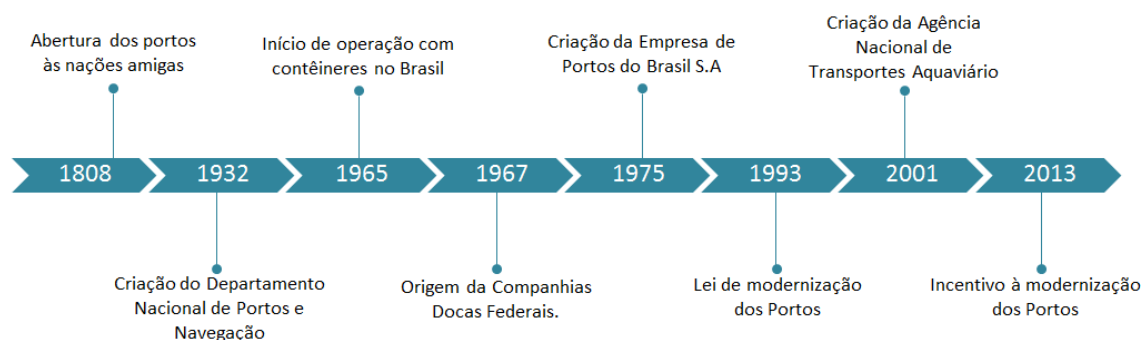 Abertura dos portos
às nações amigas
Início de operação com
contêineres no Brasil
Criação da Empresa de
Portos do Brasil S.A
Criação da Agência
Nacional de
Transportes Aquaviário
1808
1932
1965
1967
1975
1993
2001
2013
Criação do Departamento
Nacional de Portos e
Navegação
Origem da Companhias
Docas Federais.
Lei de modernização
dos Portos
Incentivo à modernização
dos Portos